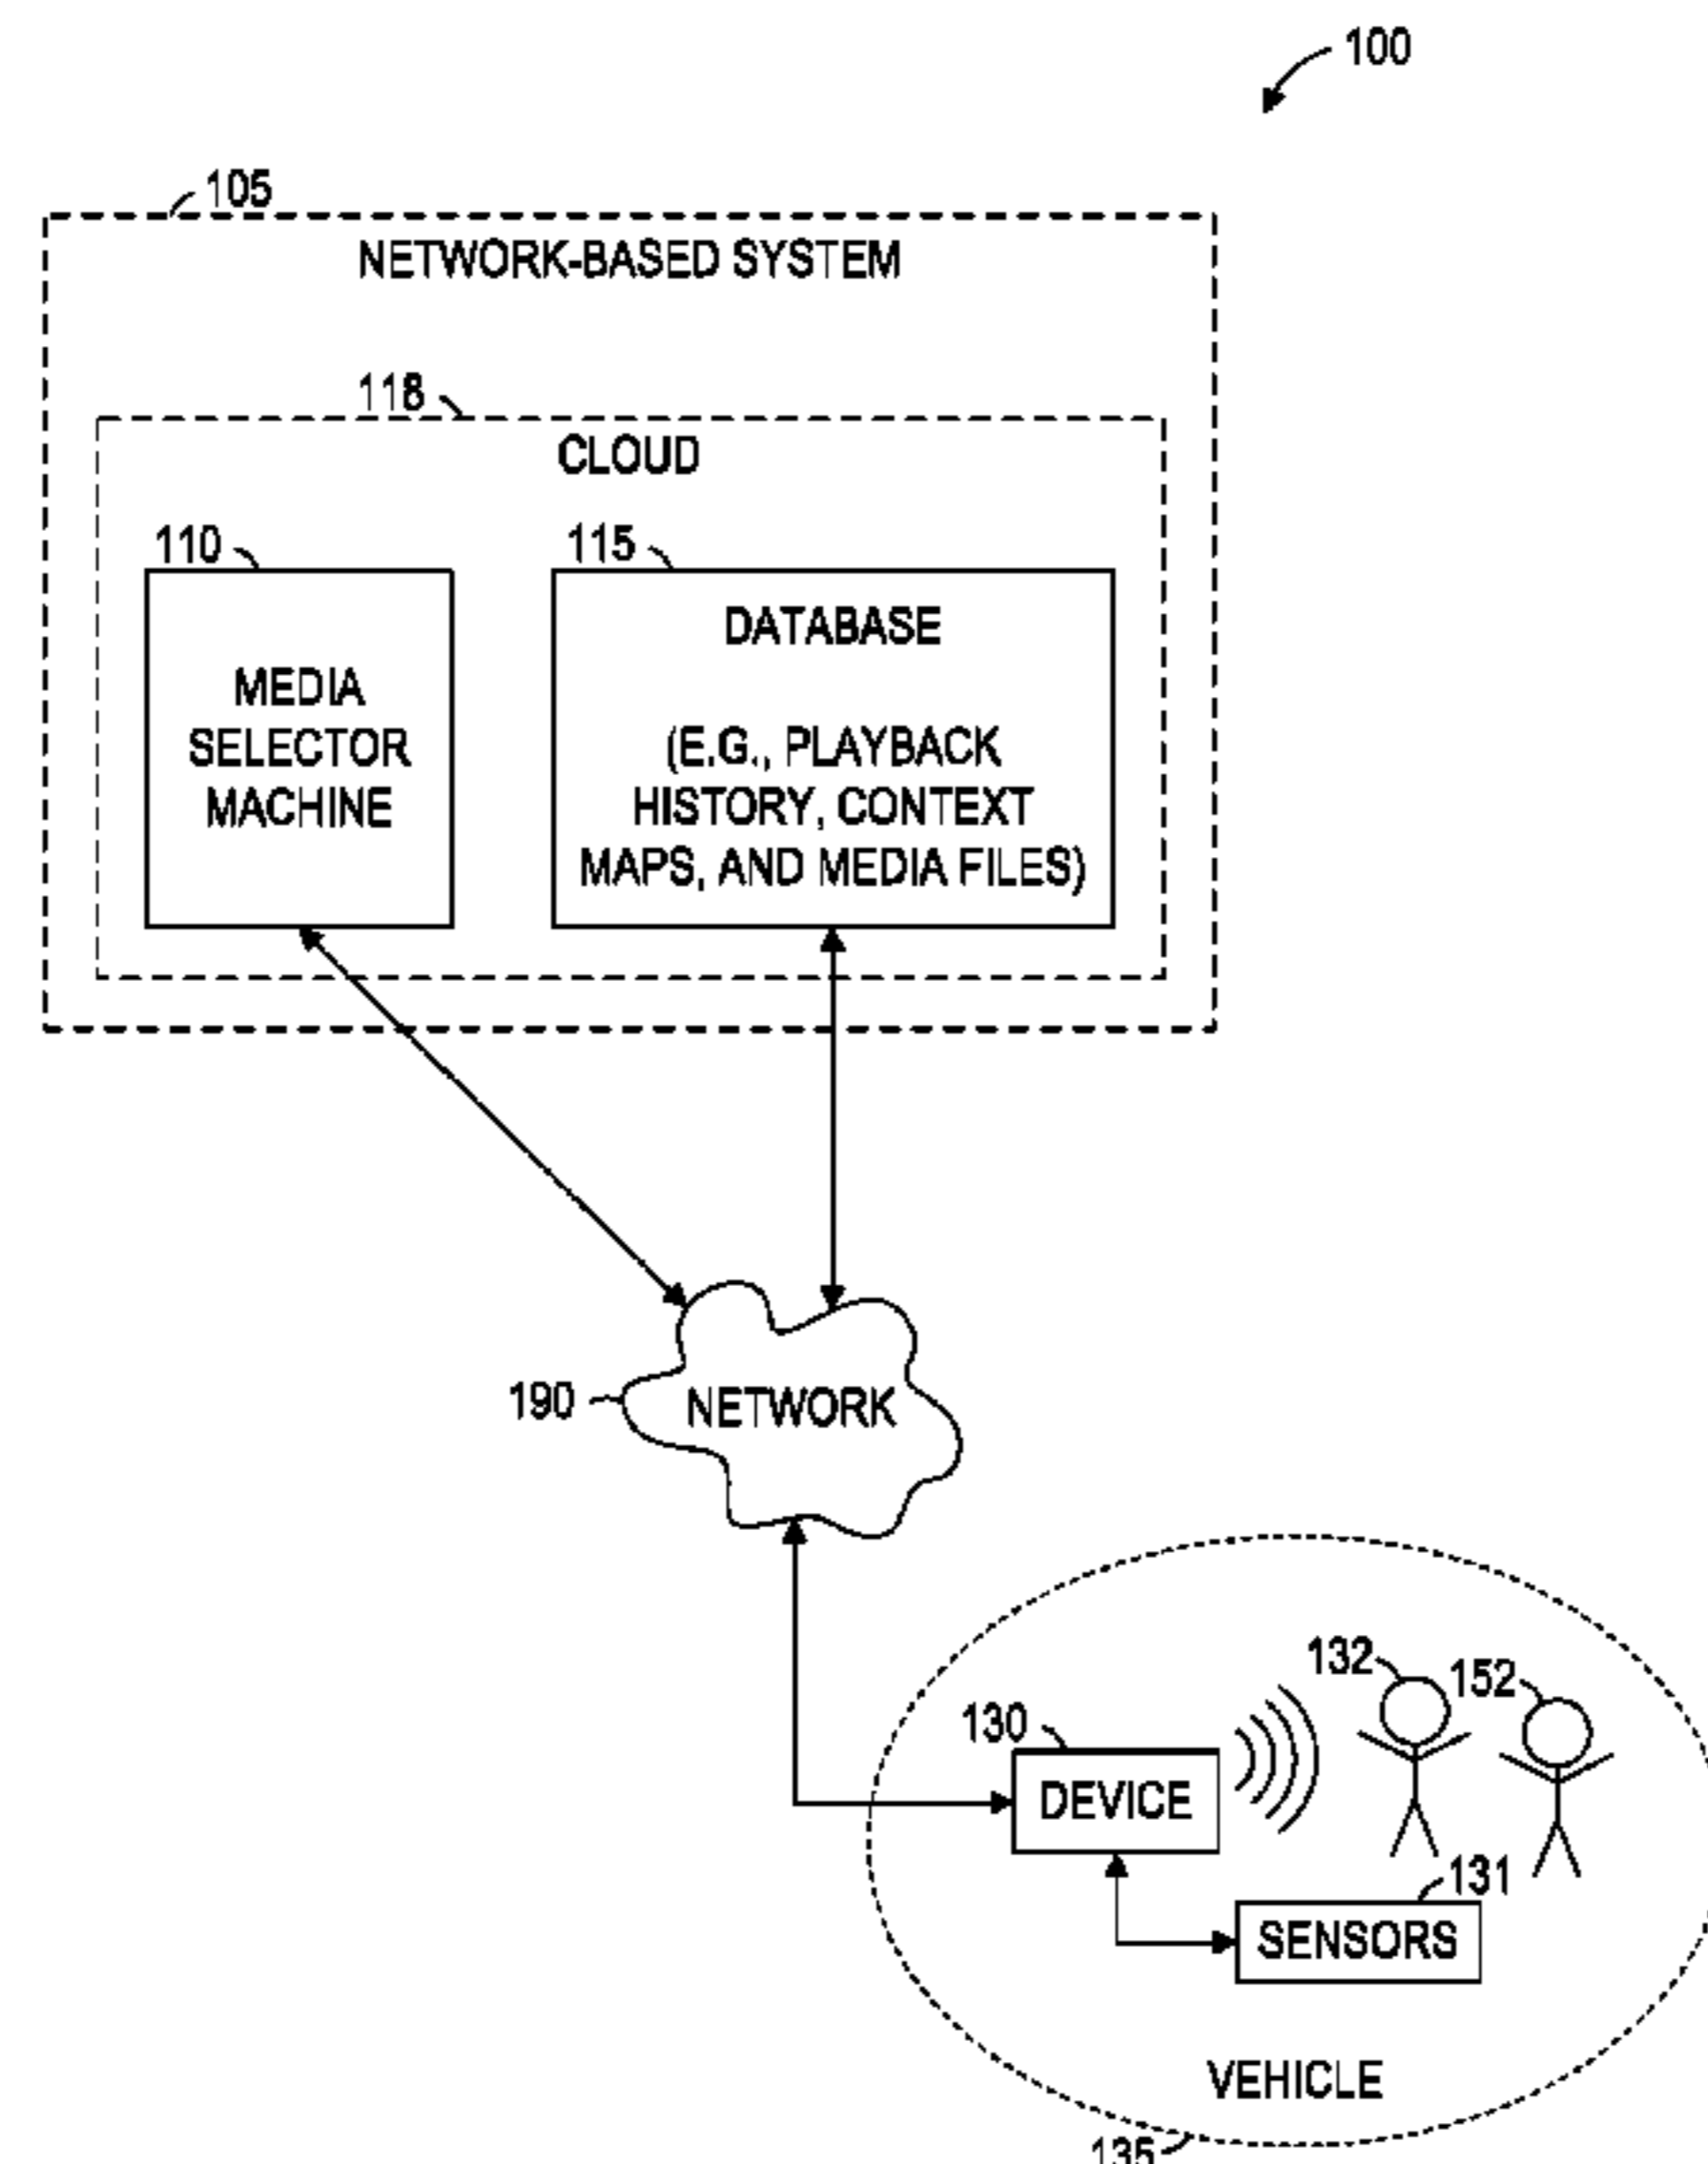 100
105
NETWORK-BASED SYSTEM
118
CLOUD
110
115
MEDIA
SELECTOR
MACHINE
DATABASE
(E.G., PLAYBACK
HISTORY, CONTEXT
MAPS, AND MEDIA FILES)
190
NETWORK
132
152
130
DEVICE
131
SENSORS
VEHICLE
135